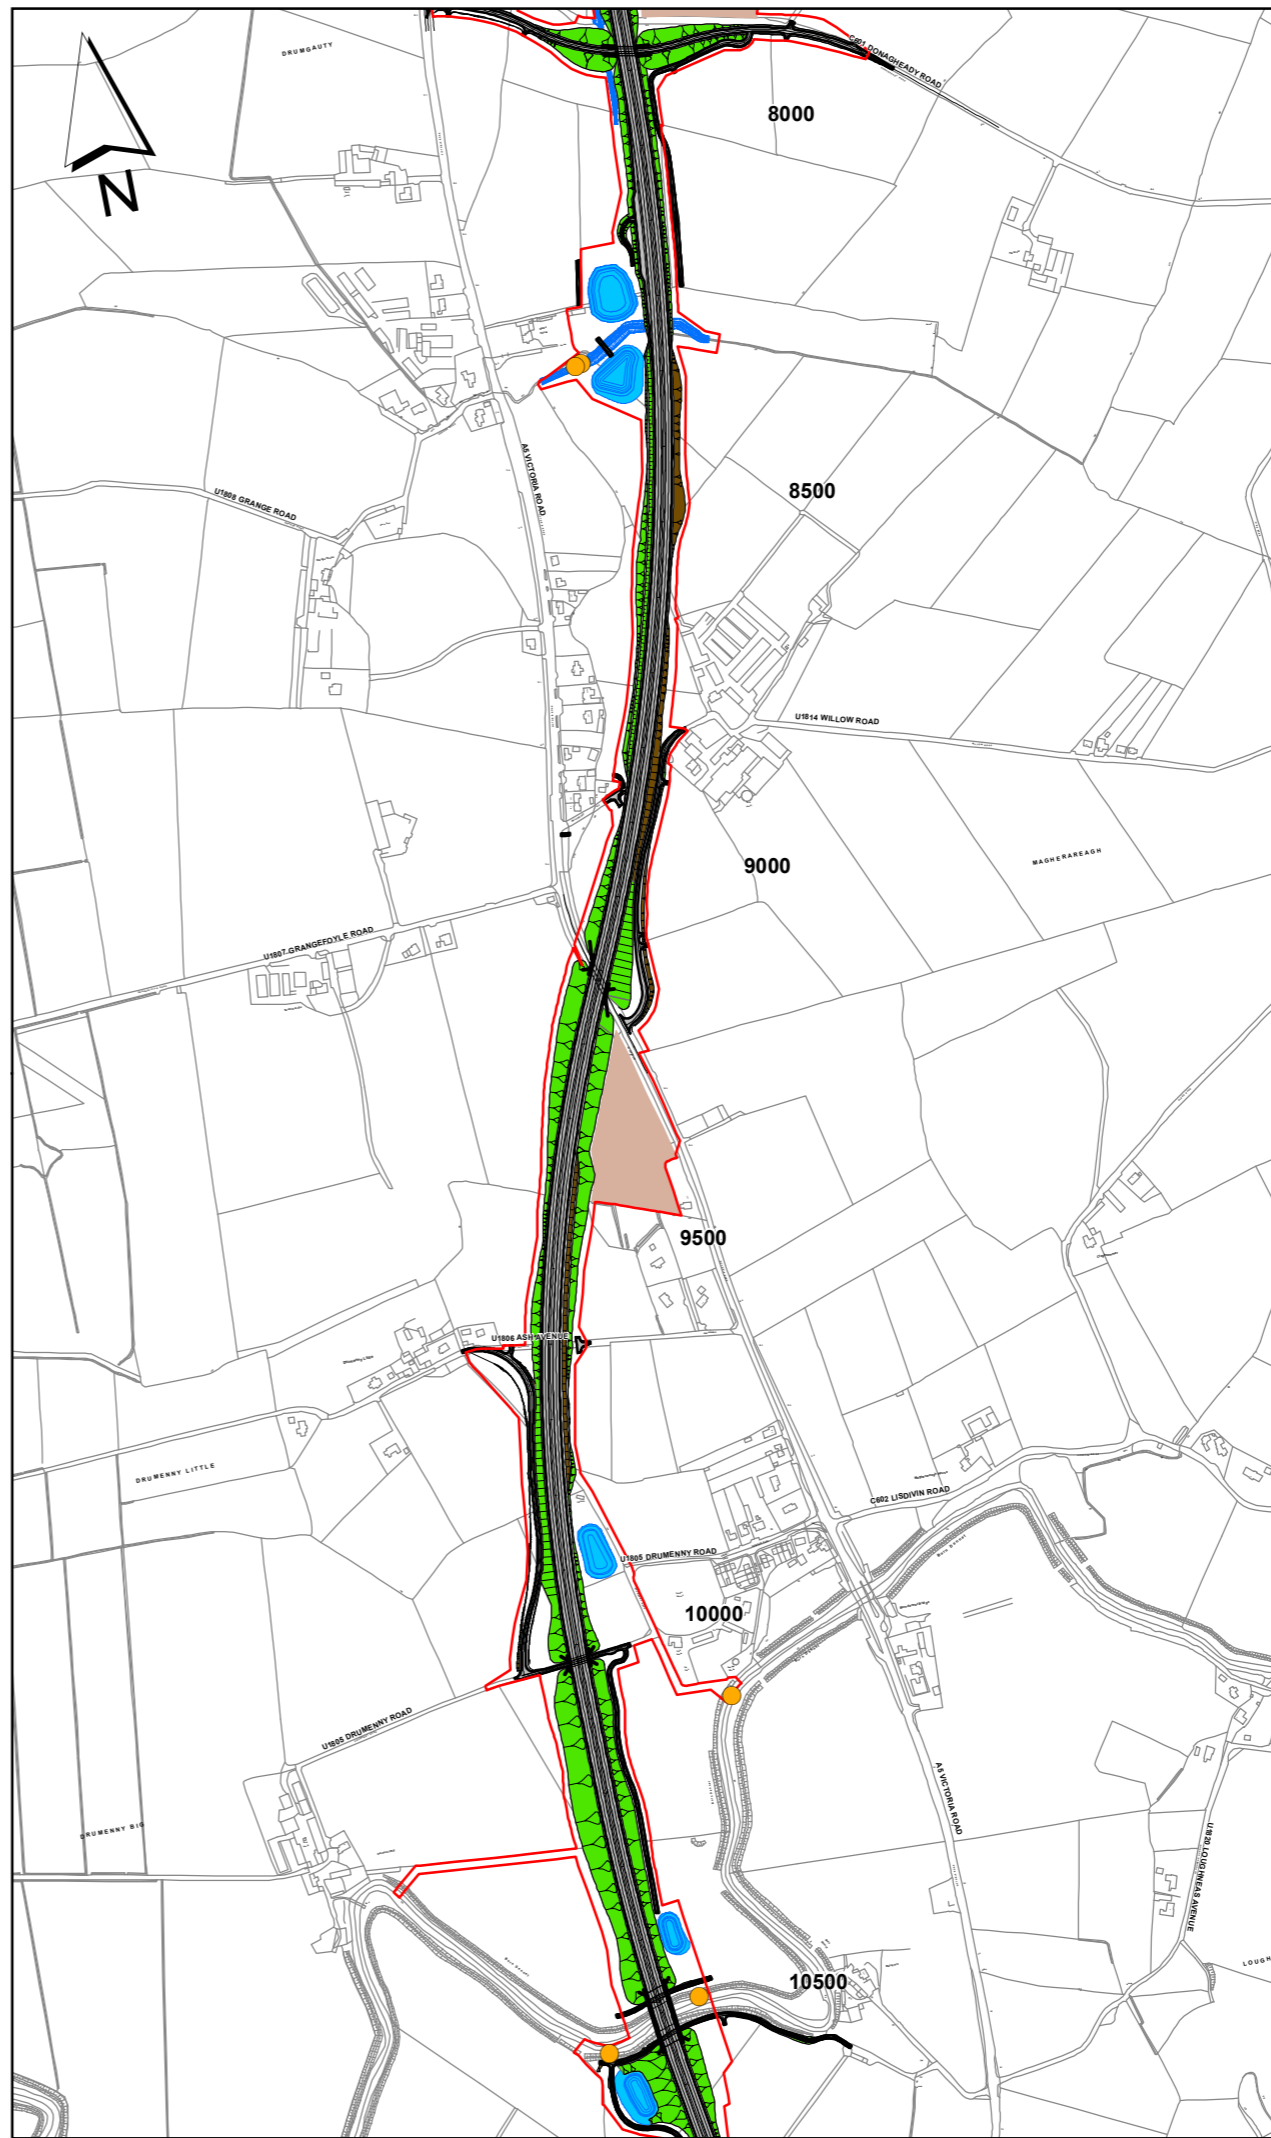 DRUMGAUTY
C601 DONAGHEADY ROAD
8000
N
A5 VICTORIA ROAD
8500
U1808 GRANGE ROAD
U1814 WILLOW ROAD
9000
MAGHERAREAGH
U1807 GRANGEFOYLE ROAD
9500
U1806 ASH AVENUE
DRUMENNY LITTLE
C602 LISDIVIN ROAD
U1805 DRUMENNY ROAD
10000
U1805 DRUMENNY ROAD
A5 VICTORIA ROAD
DRUMENNY BIG
U1820 LOUGHNEAS AVENUE
LOUGH
10500